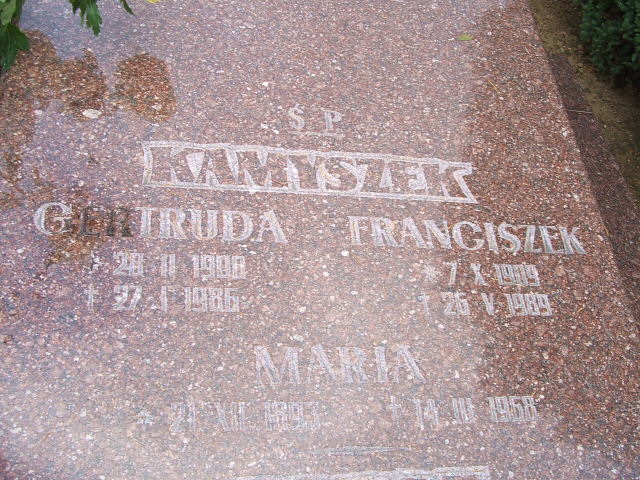 Ś P
KAMYSZEK
GERTRUDA FRANCISZEK
* 28 II 1908 * 7 X 1909
† 27 I 1986 † 26 V 1989
MARIA
* 21 XII 1893 † 14 III 1958